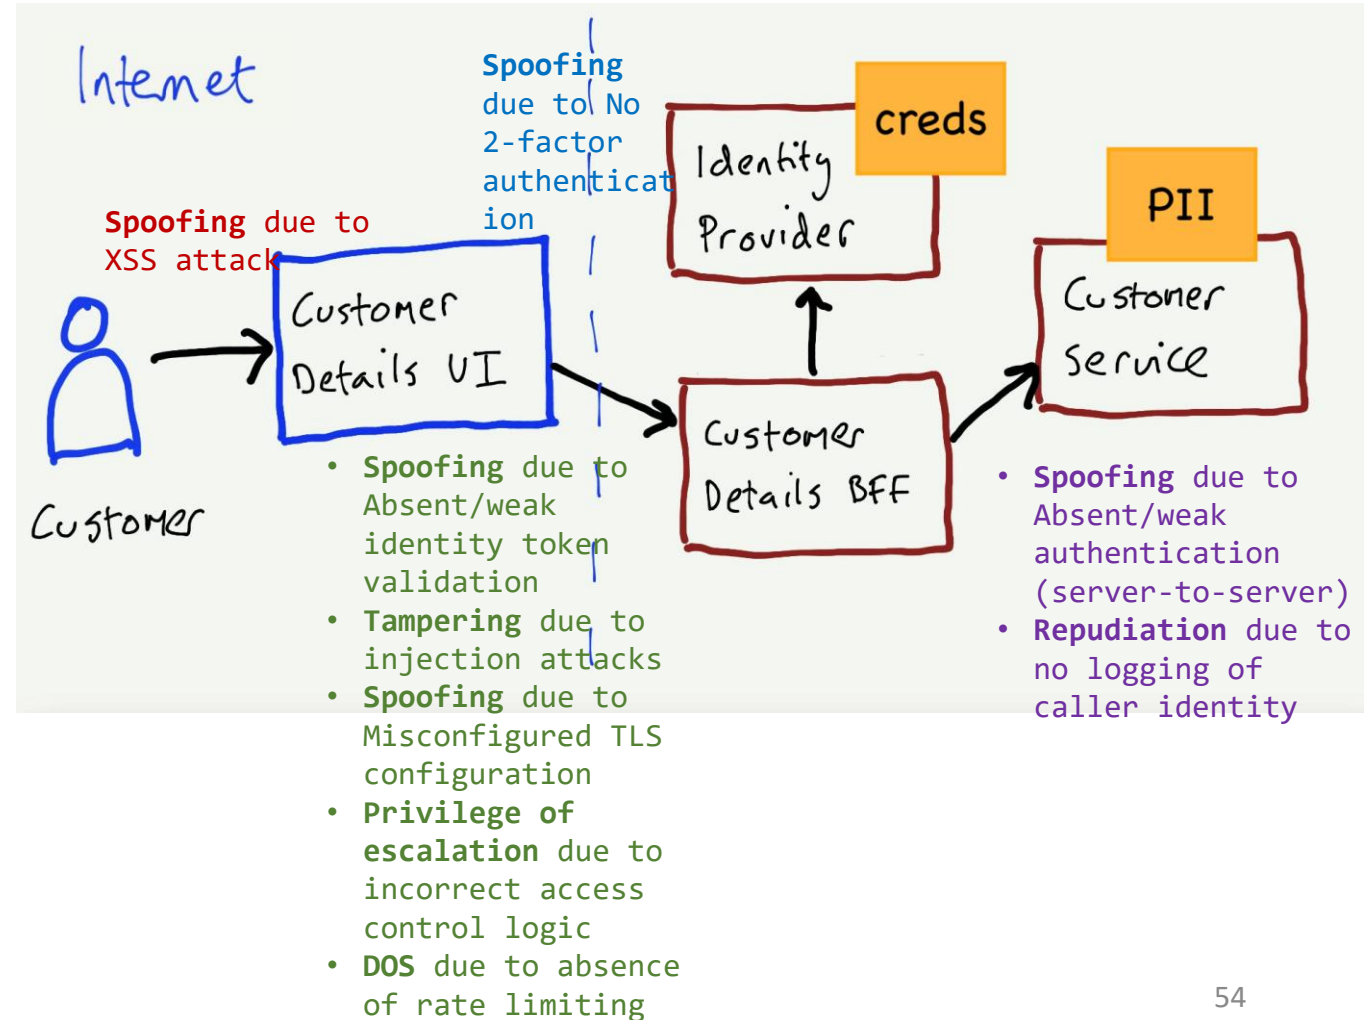 Internet
Spoofing
due to No
2-factor
authenticat
ion
creds
Identity
Provider
PII
Spoofing due to
XSS attack
Customer
Details UI
Customer
Service
Customer
Customer
Details BFF
• Spoofing due to
Absent/weak
identity token
validation
• Tampering due to
injection attacks
• Spoofing due to
Misconfigured TLS
configuration
• Privilege of
escalation due to
incorrect access
control logic
• DOS due to absence
of rate limiting
• Spoofing due to
Absent/weak
authentication
(server-to-server)
• Repudiation due to
no logging of
caller identity
54